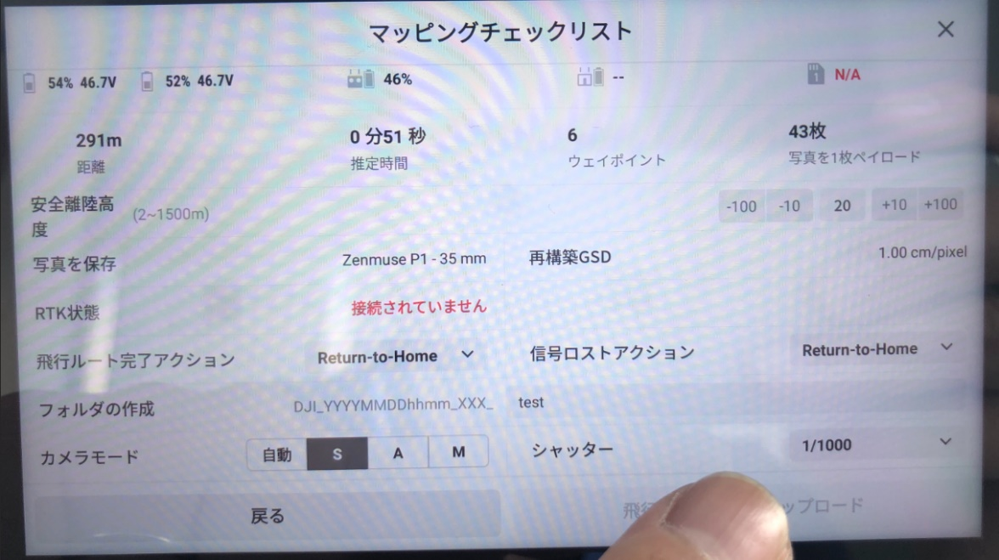 マッピングチェックリスト
54% 46.7V 52% 46.7V 46% -- 1 N/A
291m 0 分51 秒 6 43枚
距離 推定時間 ウェイポイント 写真を1枚ペイロード
安全離陸高度 (2~1500m) -100 -10 20 +10 +100
写真を保存 Zenmuse P1 - 35 mm 再構築GSD 1.00 cm/pixel
RTK状態 接続されていません
飛行ルート完了アクション Return-to-Home 信号ロストアクション Return-to-Home
フォルダの作成 DJI_YYYYMMDDhhmm_XXX_ test
カメラモード 自動 S A M シャッター 1/1000
戻る 飛行 ップロード